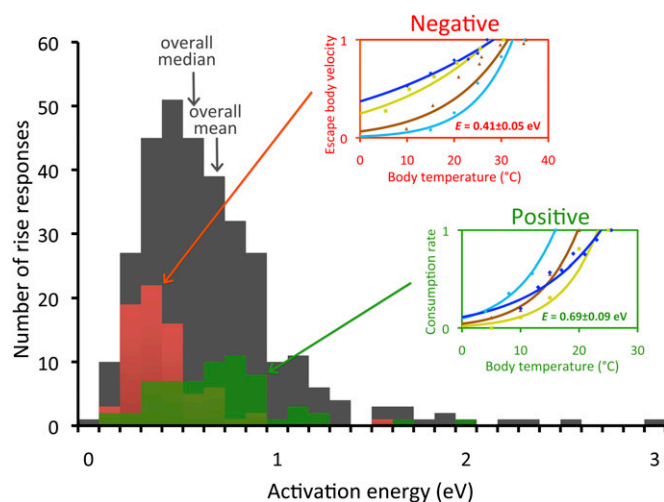 Negative
60
50
40
30
20
10
0
Number of rise responses
overall
median
overall
mean
1
0
Escape body velocity
E = 0.41±0.05 eV
0 10 20 30 40
Body temperature (°C)
Positive
1
0
Consumption rate
E = 0.69±0.09 eV
0 10 20 30
Body temperature (°C)
0 1 2 3
Activation energy (eV)